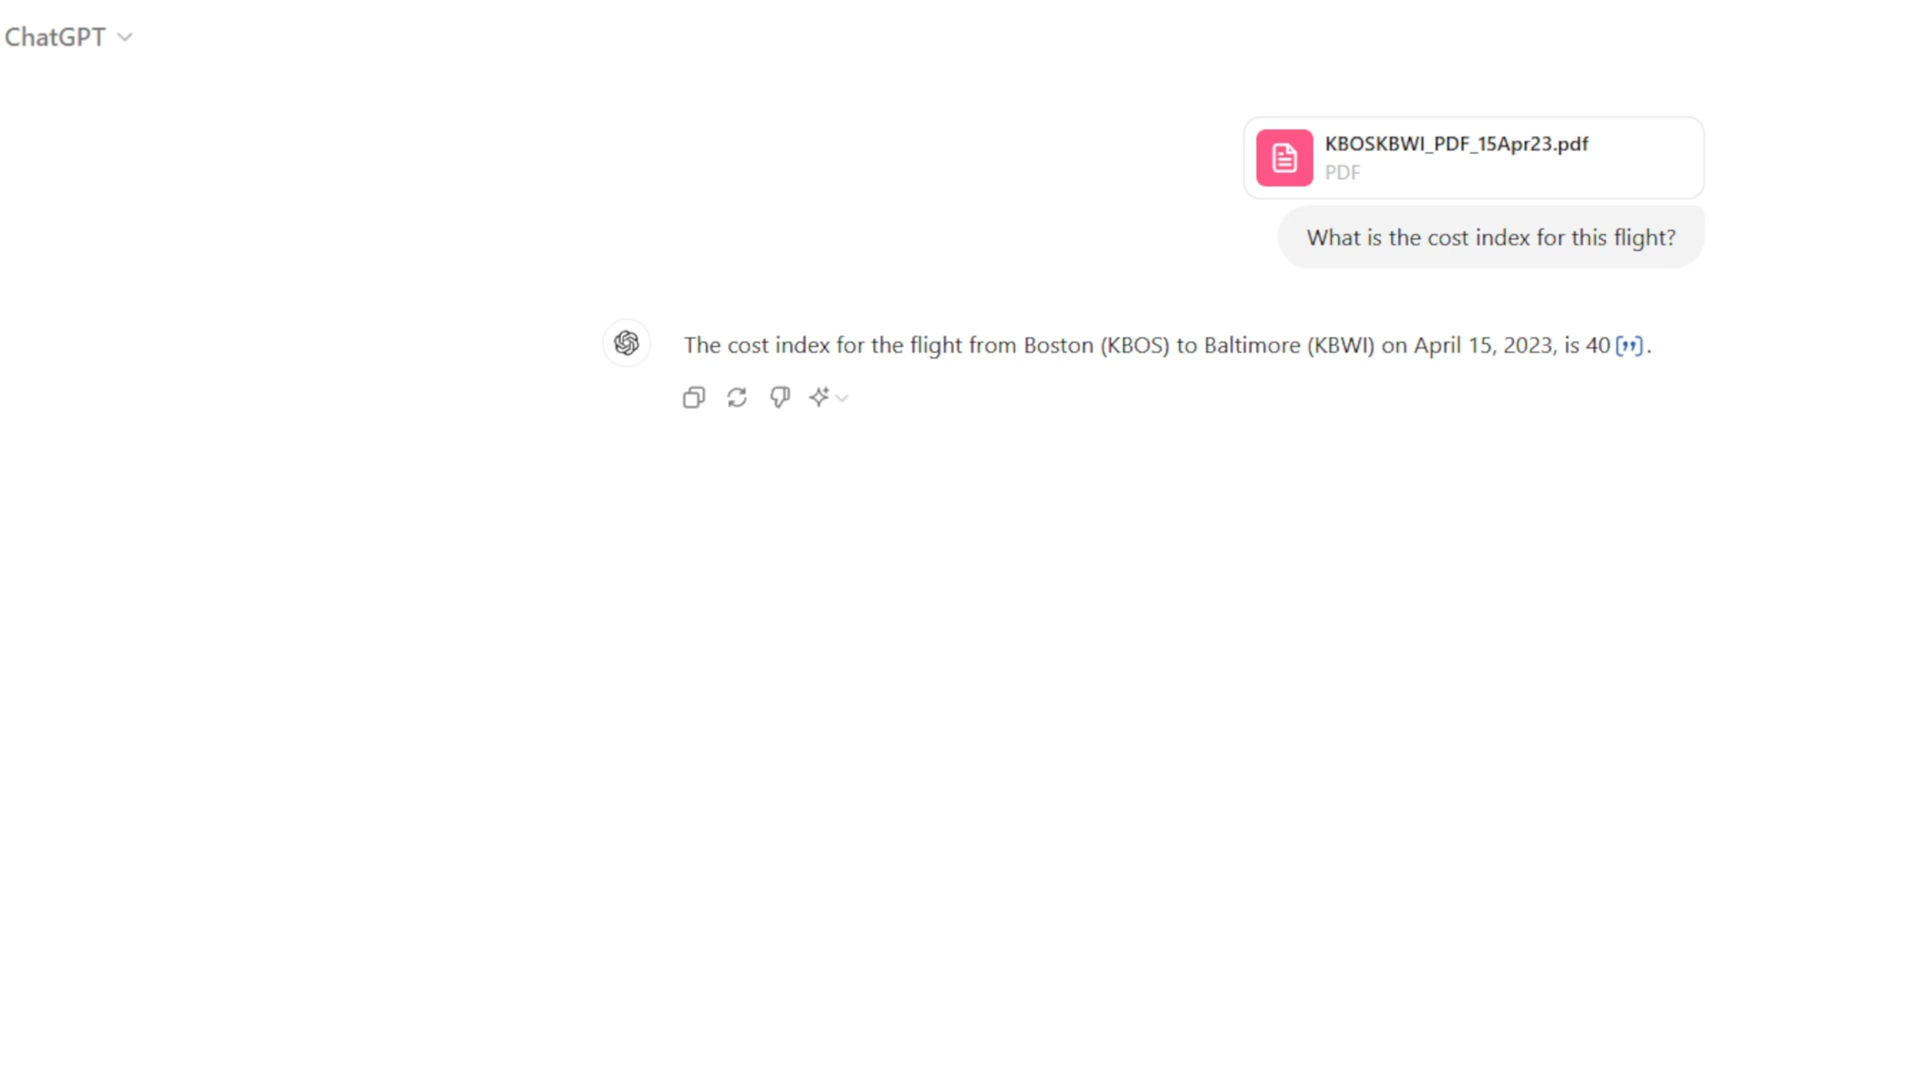 ChatGPT
KBOSKBWI_PDF_15Apr23.pdf
PDF
What is the cost index for this flight?
The cost index for the flight from Boston (KBOS) to Baltimore (KBWI) on April 15, 2023, is 40 [”].